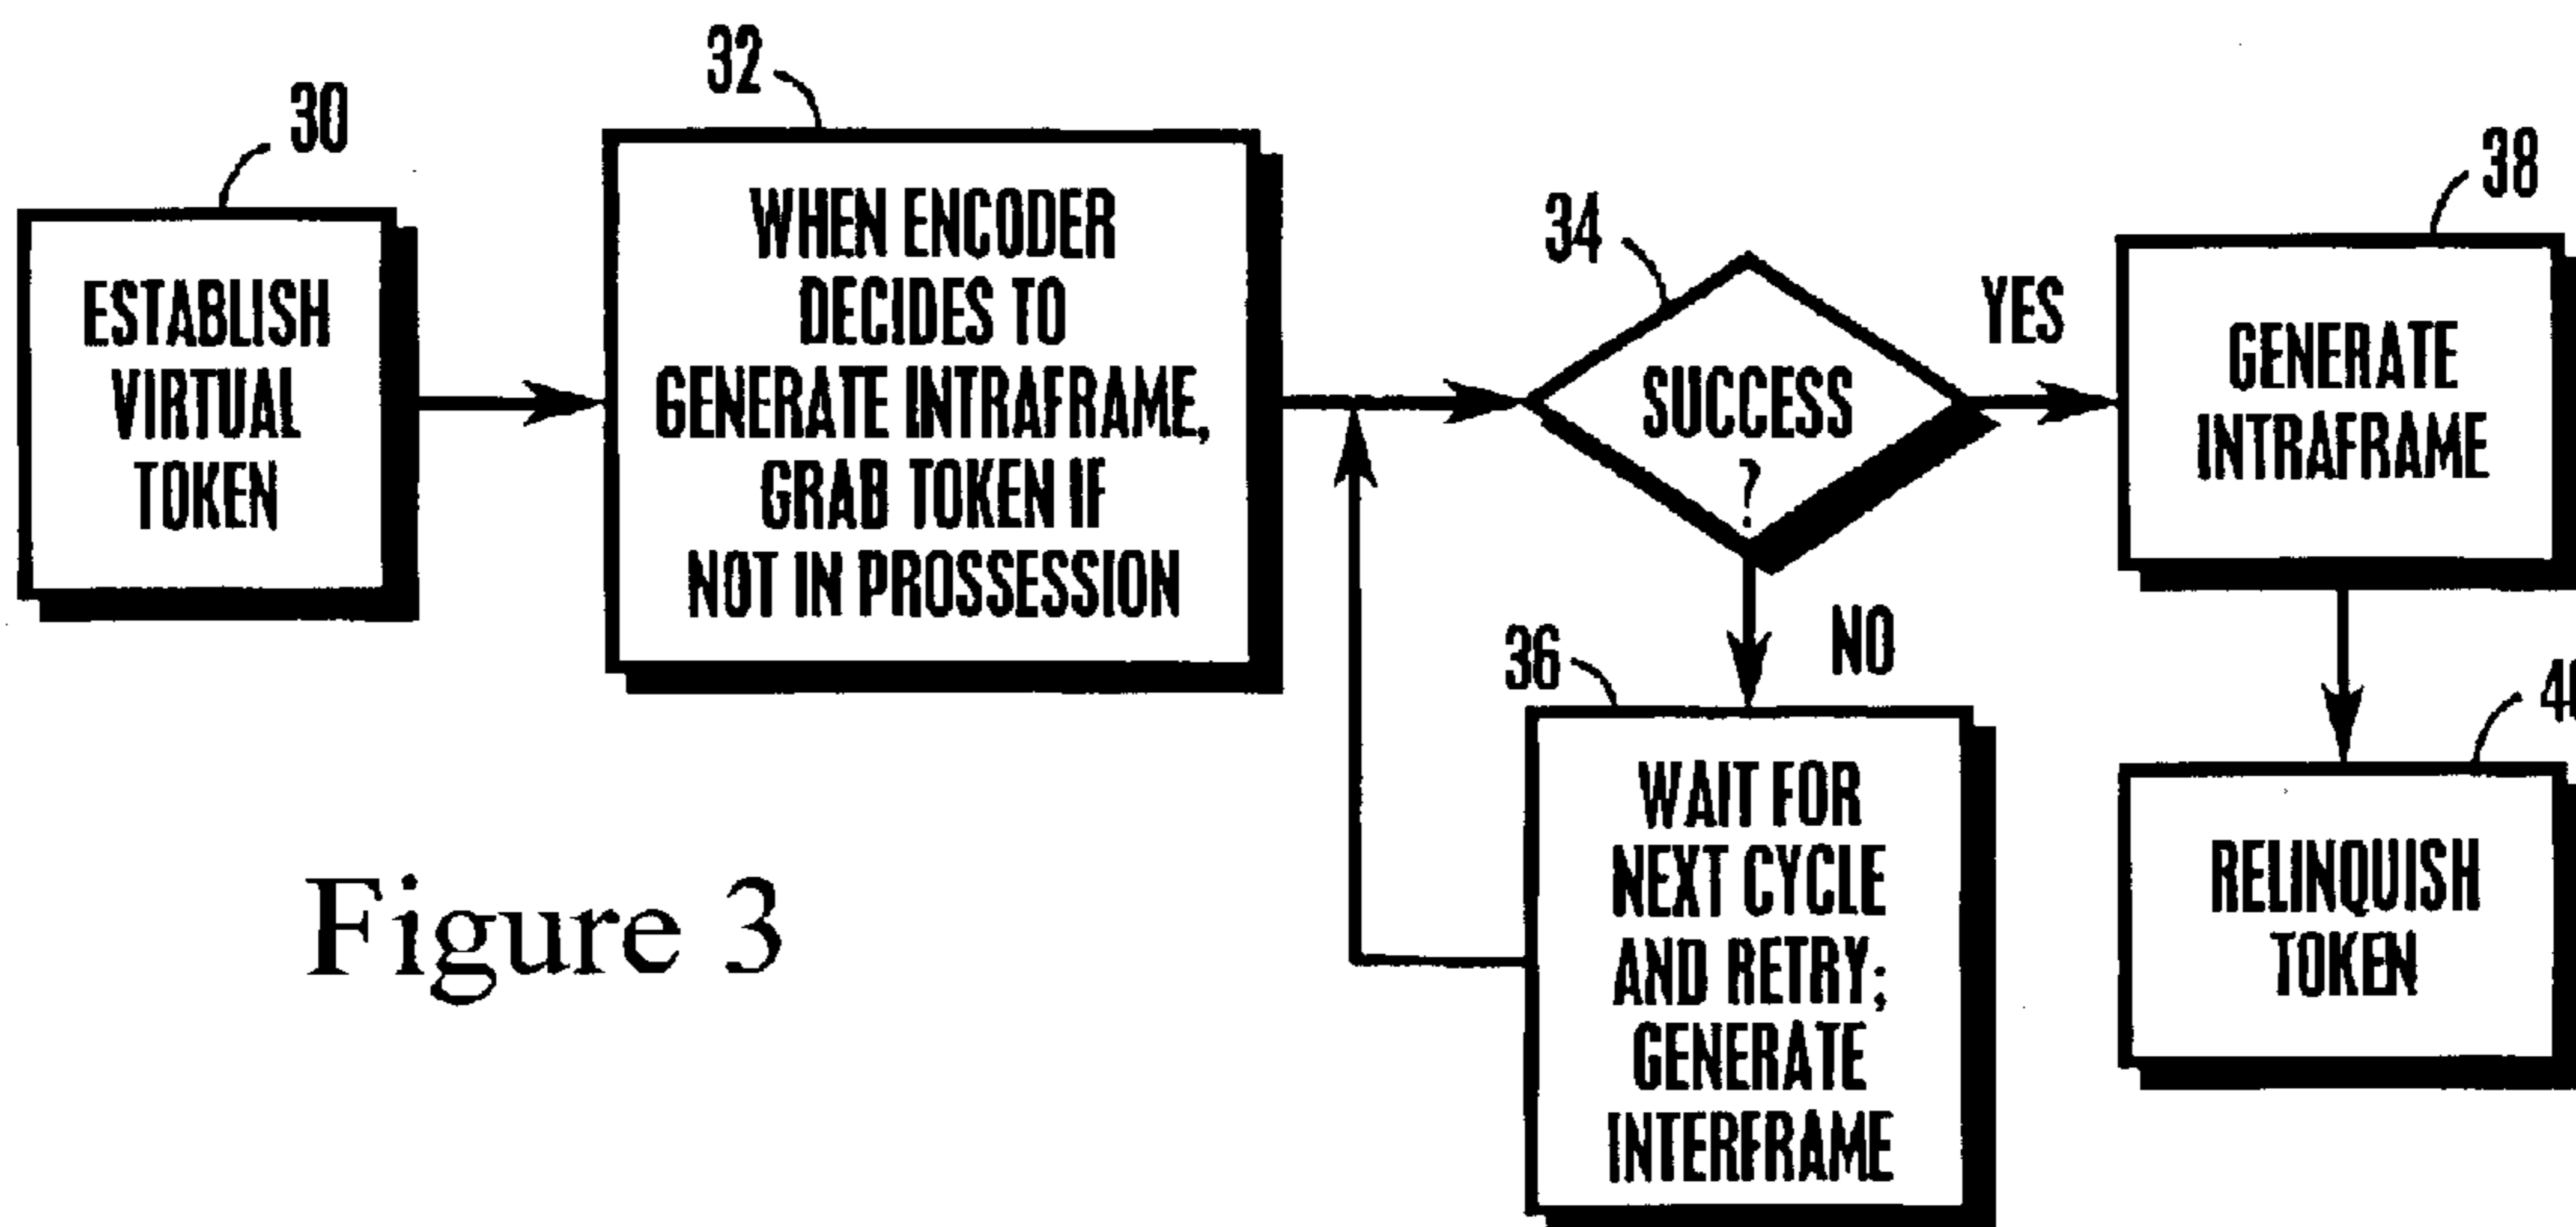 30
ESTABLISH
VIRTUAL
TOKEN
32
WHEN ENCODER
DECIDES TO
GENERATE INTRAFRAME,
GRAB TOKEN IF
NOT IN PROSSESSION
34
SUCCESS
?
YES
NO
36
WAIT FOR
NEXT CYCLE
AND RETRY;
GENERATE
INTERFRAME
38
GENERATE
INTRAFRAME
RELINQUISH
TOKEN
Figure 3